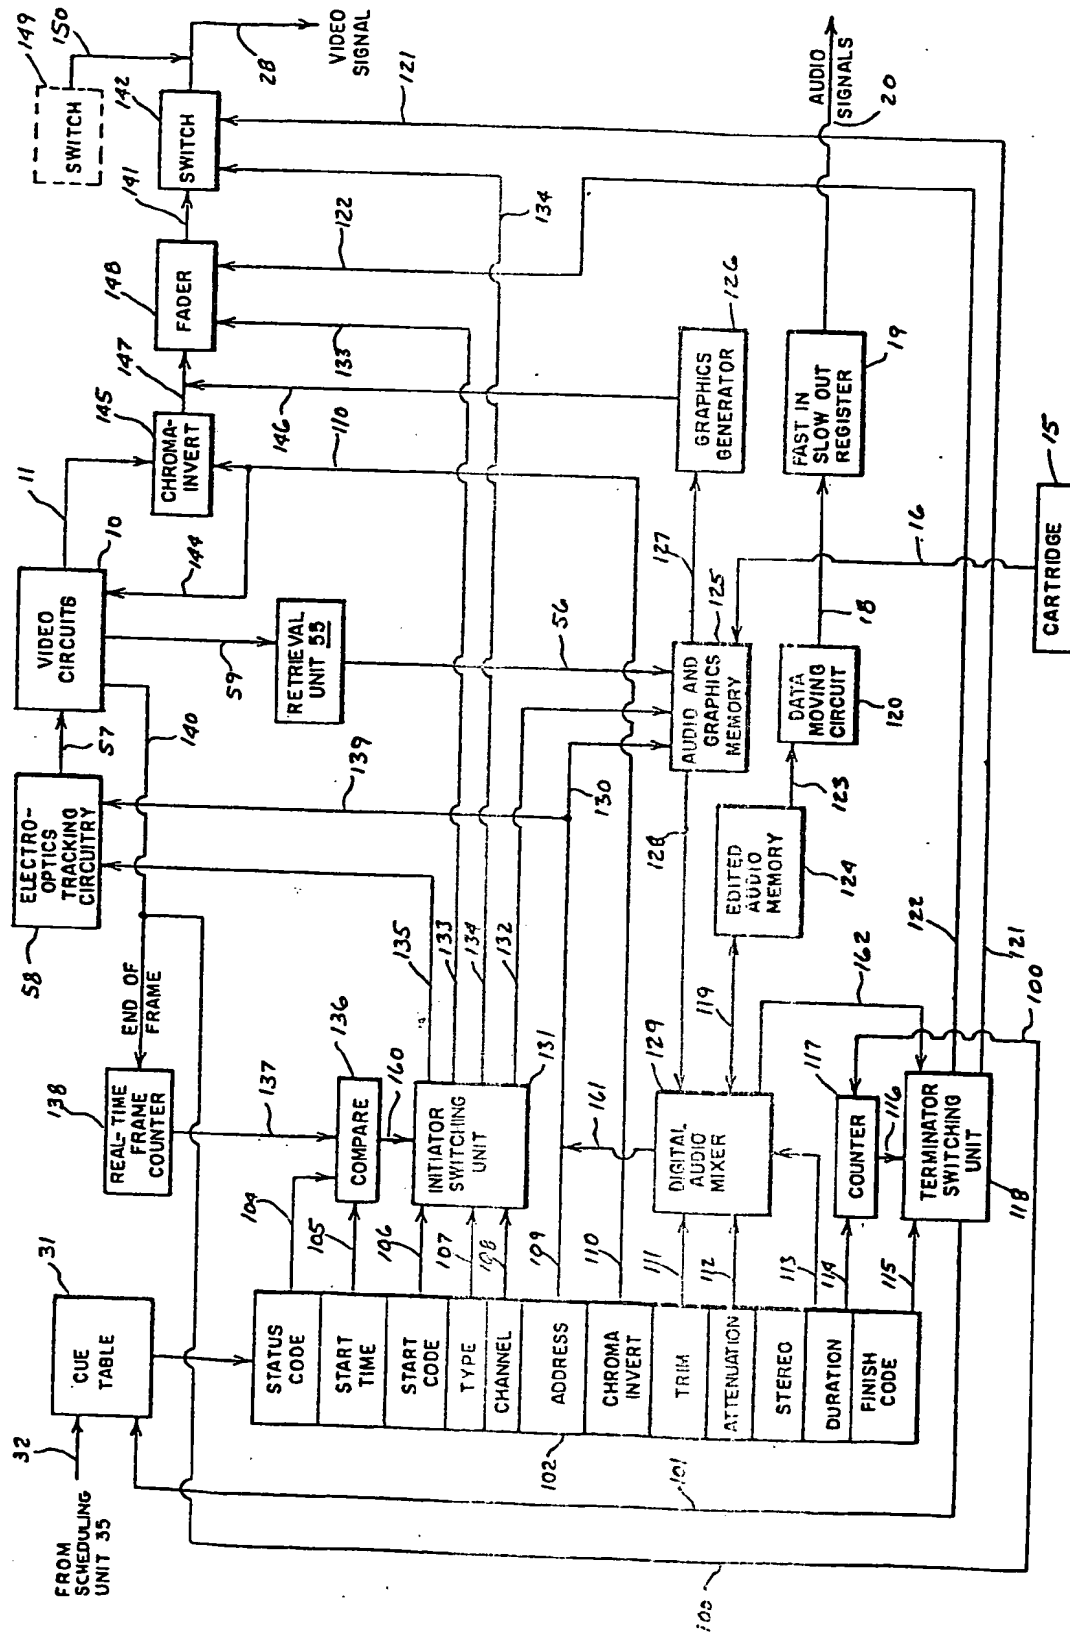 FROM
SCHEDULING
UNIT 35
32
CUE
TABLE
31
101
100
STATUS
CODE
START
TIME
START
CODE
TYPE
CHANNEL
ADDRESS
CHROMA
INVERT
TRIM
ATTENUATION
STEREO
DURATION
FINISH
CODE
102
104
105
106
107
108
109
110
111
112
113
114
115
REAL-TIME
FRAME
COUNTER
138
END OF
FRAME
137
COMPARE
136
160
INITIATOR
SWITCHING
UNIT
131
161
DIGITAL
AUDIO
MIXER
129
COUNTER
117
116
TERMINATOR
SWITCHING
UNIT
118
162
100
122
121
135
133
134
132
ELECTRO-
OPTICS
TRACKING
CIRCUITRY
58
57
140
139
130
128
119
EDITED
AUDIO
MEMORY
124
123
VIDEO
CIRCUITS
10
11
144
59
RETRIEVAL
UNIT 55
56
AUDIO AND
GRAPHICS
MEMORY
125
127
DATA
MOVING
CIRCUIT
120
18
16
CARTRIDGE
15
CHROMA-
INVERT
145
147
146
110
GRAPHICS
GENERATOR
126
FAST IN
SLOW OUT
REGISTER
19
FADER
148
133
122
141
134
SWITCH
142
SWITCH
149
150
28
VIDEO
SIGNAL
121
AUDIO
SIGNALS
20